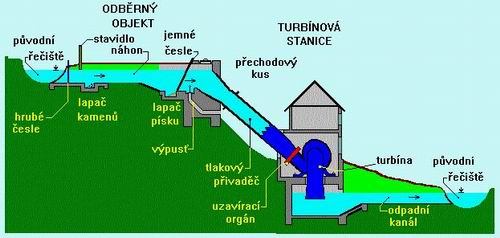 ODBĚRNÝ
OBJEKT
TURBÍNOVÁ
STANICE
původní
řečiště
stavidlo
náhon
jemné
česle
přechodový
kus
hrubé
česle
lapač
kamenů
lapač
písku
výpusť
tlakový
přivaděč
uzavírací
orgán
turbína
původni
řečiště
odpadní
kanál